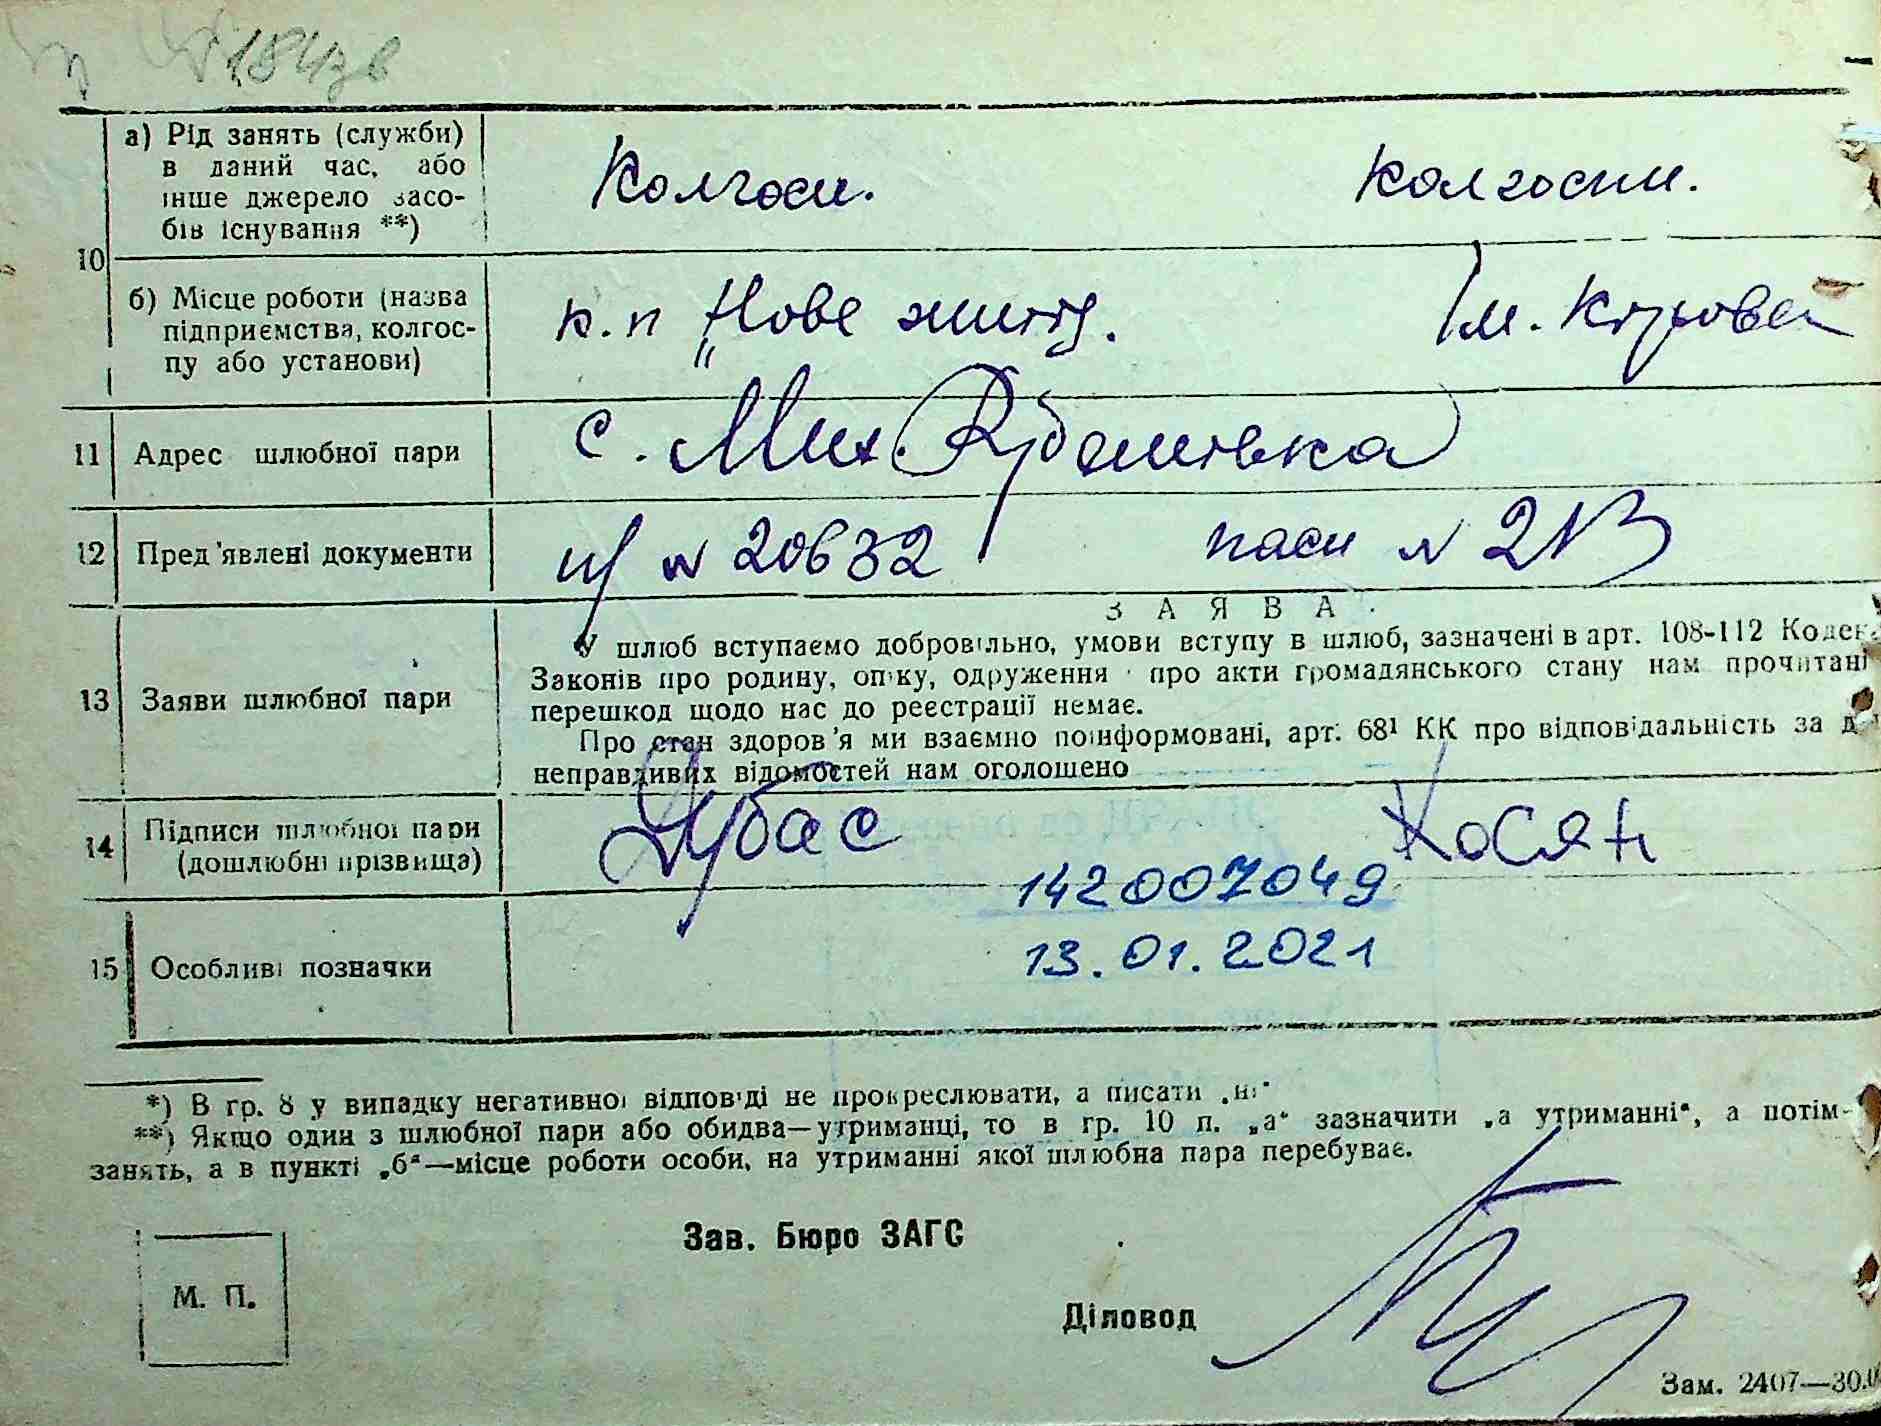 184зв
10
а) Рід занять (служби)
в даний час, або
інше джерело засо-
бів існування **)
Колгосп.
Колгоспн.
б) Місце роботи (назва
підприємства, колгос-
пу або установи)
к.п „Нове життя.
Ім. Кірова
11 Адрес шлюбної пари
с. Мих.
12 Пред'явлені документи
№ 20632
пасп № 213
13 Заяви шлюбної пари
ЗАЯВА
У шлюб вступаємо добровільно, умови вступу в шлюб, зазначені в арт. 108-112 Кодек
Законів про родину, опіку, одруження і про акти громадянського стану нам прочитані
перешкод щодо нас до реєстрації немає.
Про стан здоров'я ми взаємно поінформовані, арт. 68¹ КК про відповідальність за д
неправдивих відомостей нам оголошено
14 Підписи шлюбної пари
(дошлюбні прізвища)
Дубас
Косян
142007049
13.01.2021
15 Особливі позначки
*) В гр. 8 у випадку негативної відповіді не прокреслювати, а писати „ні"
**) Якщо один з шлюбної пари або обидва—утриманці, то в гр. 10 п. „а" зазначити „а утриманні", а потім
занять, а в пункті „б"—місце роботи особи, на утриманні якої шлюбна пара перебуває.
Зав. Бюро ЗАГС
М. П.
Діловод
Зам. 2407—30.